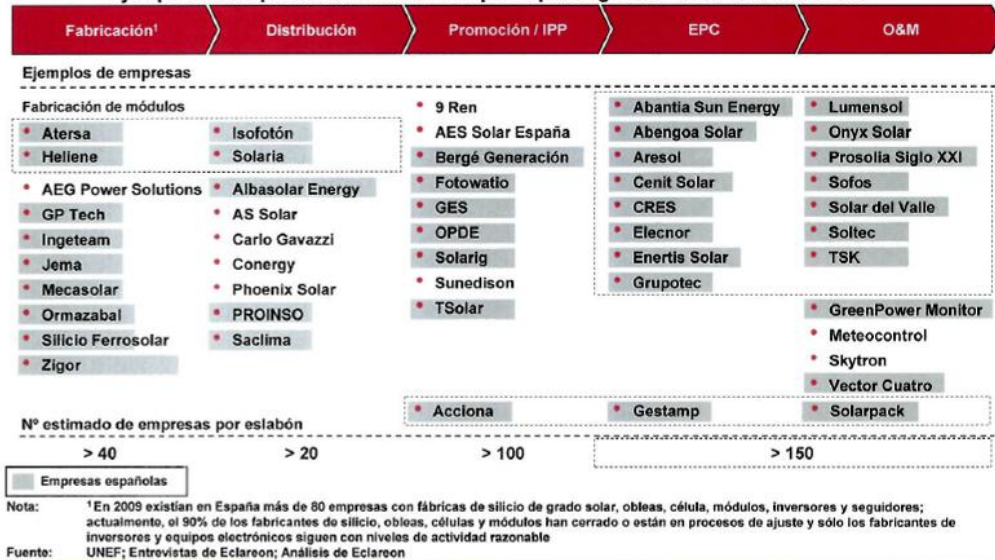 Fabricación¹
Distribución
Promoción / IPP
EPC
O&M
Ejemplos de empresas
Fabricación de módulos
• Atersa
• Heliene
• Isofotón
• Solaria
• AEG Power Solutions
• GP Tech
• Ingeteam
• Jema
• Mecasolar
• Ormazabal
• Silicio Ferrosolar
• Zigor
• Albasolar Energy
• AS Solar
• Carlo Gavazzi
• Conergy
• Phoenix Solar
• PROINSO
• Saclima
• 9 Ren
• AES Solar España
• Bergé Generación
• Fotowatio
• GES
• OPDE
• Solarig
• Sunedison
• TSolar
• Abantia Sun Energy
• Abengoa Solar
• Aresol
• Cenit Solar
• CRES
• Elecnor
• Enertis Solar
• Grupotec
• Lumensol
• Onyx Solar
• Prosolia Siglo XXI
• Sofos
• Solar del Valle
• Soltec
• TSK
• GreenPower Monitor
• Meteocontrol
• Skytron
• Vector Cuatro
• Acciona
• Gestamp
• Solarpack
Nº estimado de empresas por eslabón
> 40
> 20
> 100
> 150
Empresas españolas
Nota: ¹En 2009 existían en España más de 80 empresas con fábricas de silicio de grado solar, obleas, célula, módulos, inversores y seguidores;
actualmente, el 90% de los fabricantes de silicio, obleas, células y módulos han cerrado o están en procesos de ajuste y sólo los fabricantes de
inversores y equipos electrónicos siguen con niveles de actividad razonable
Fuente: UNEF; Entrevistas de Eclareon; Análisis de Eclareon